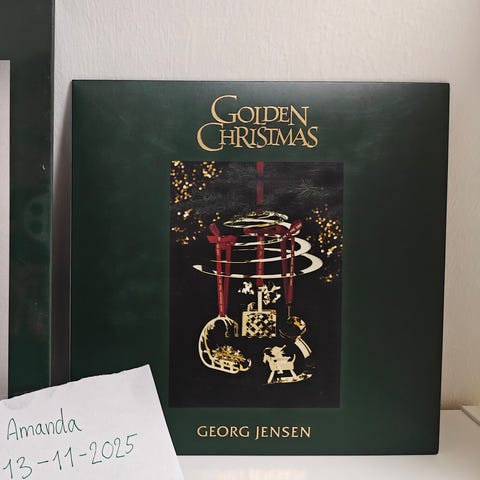 GOLDEN
CHRISTMAS
GEORG JENSEN
Amanda
13-11-2025